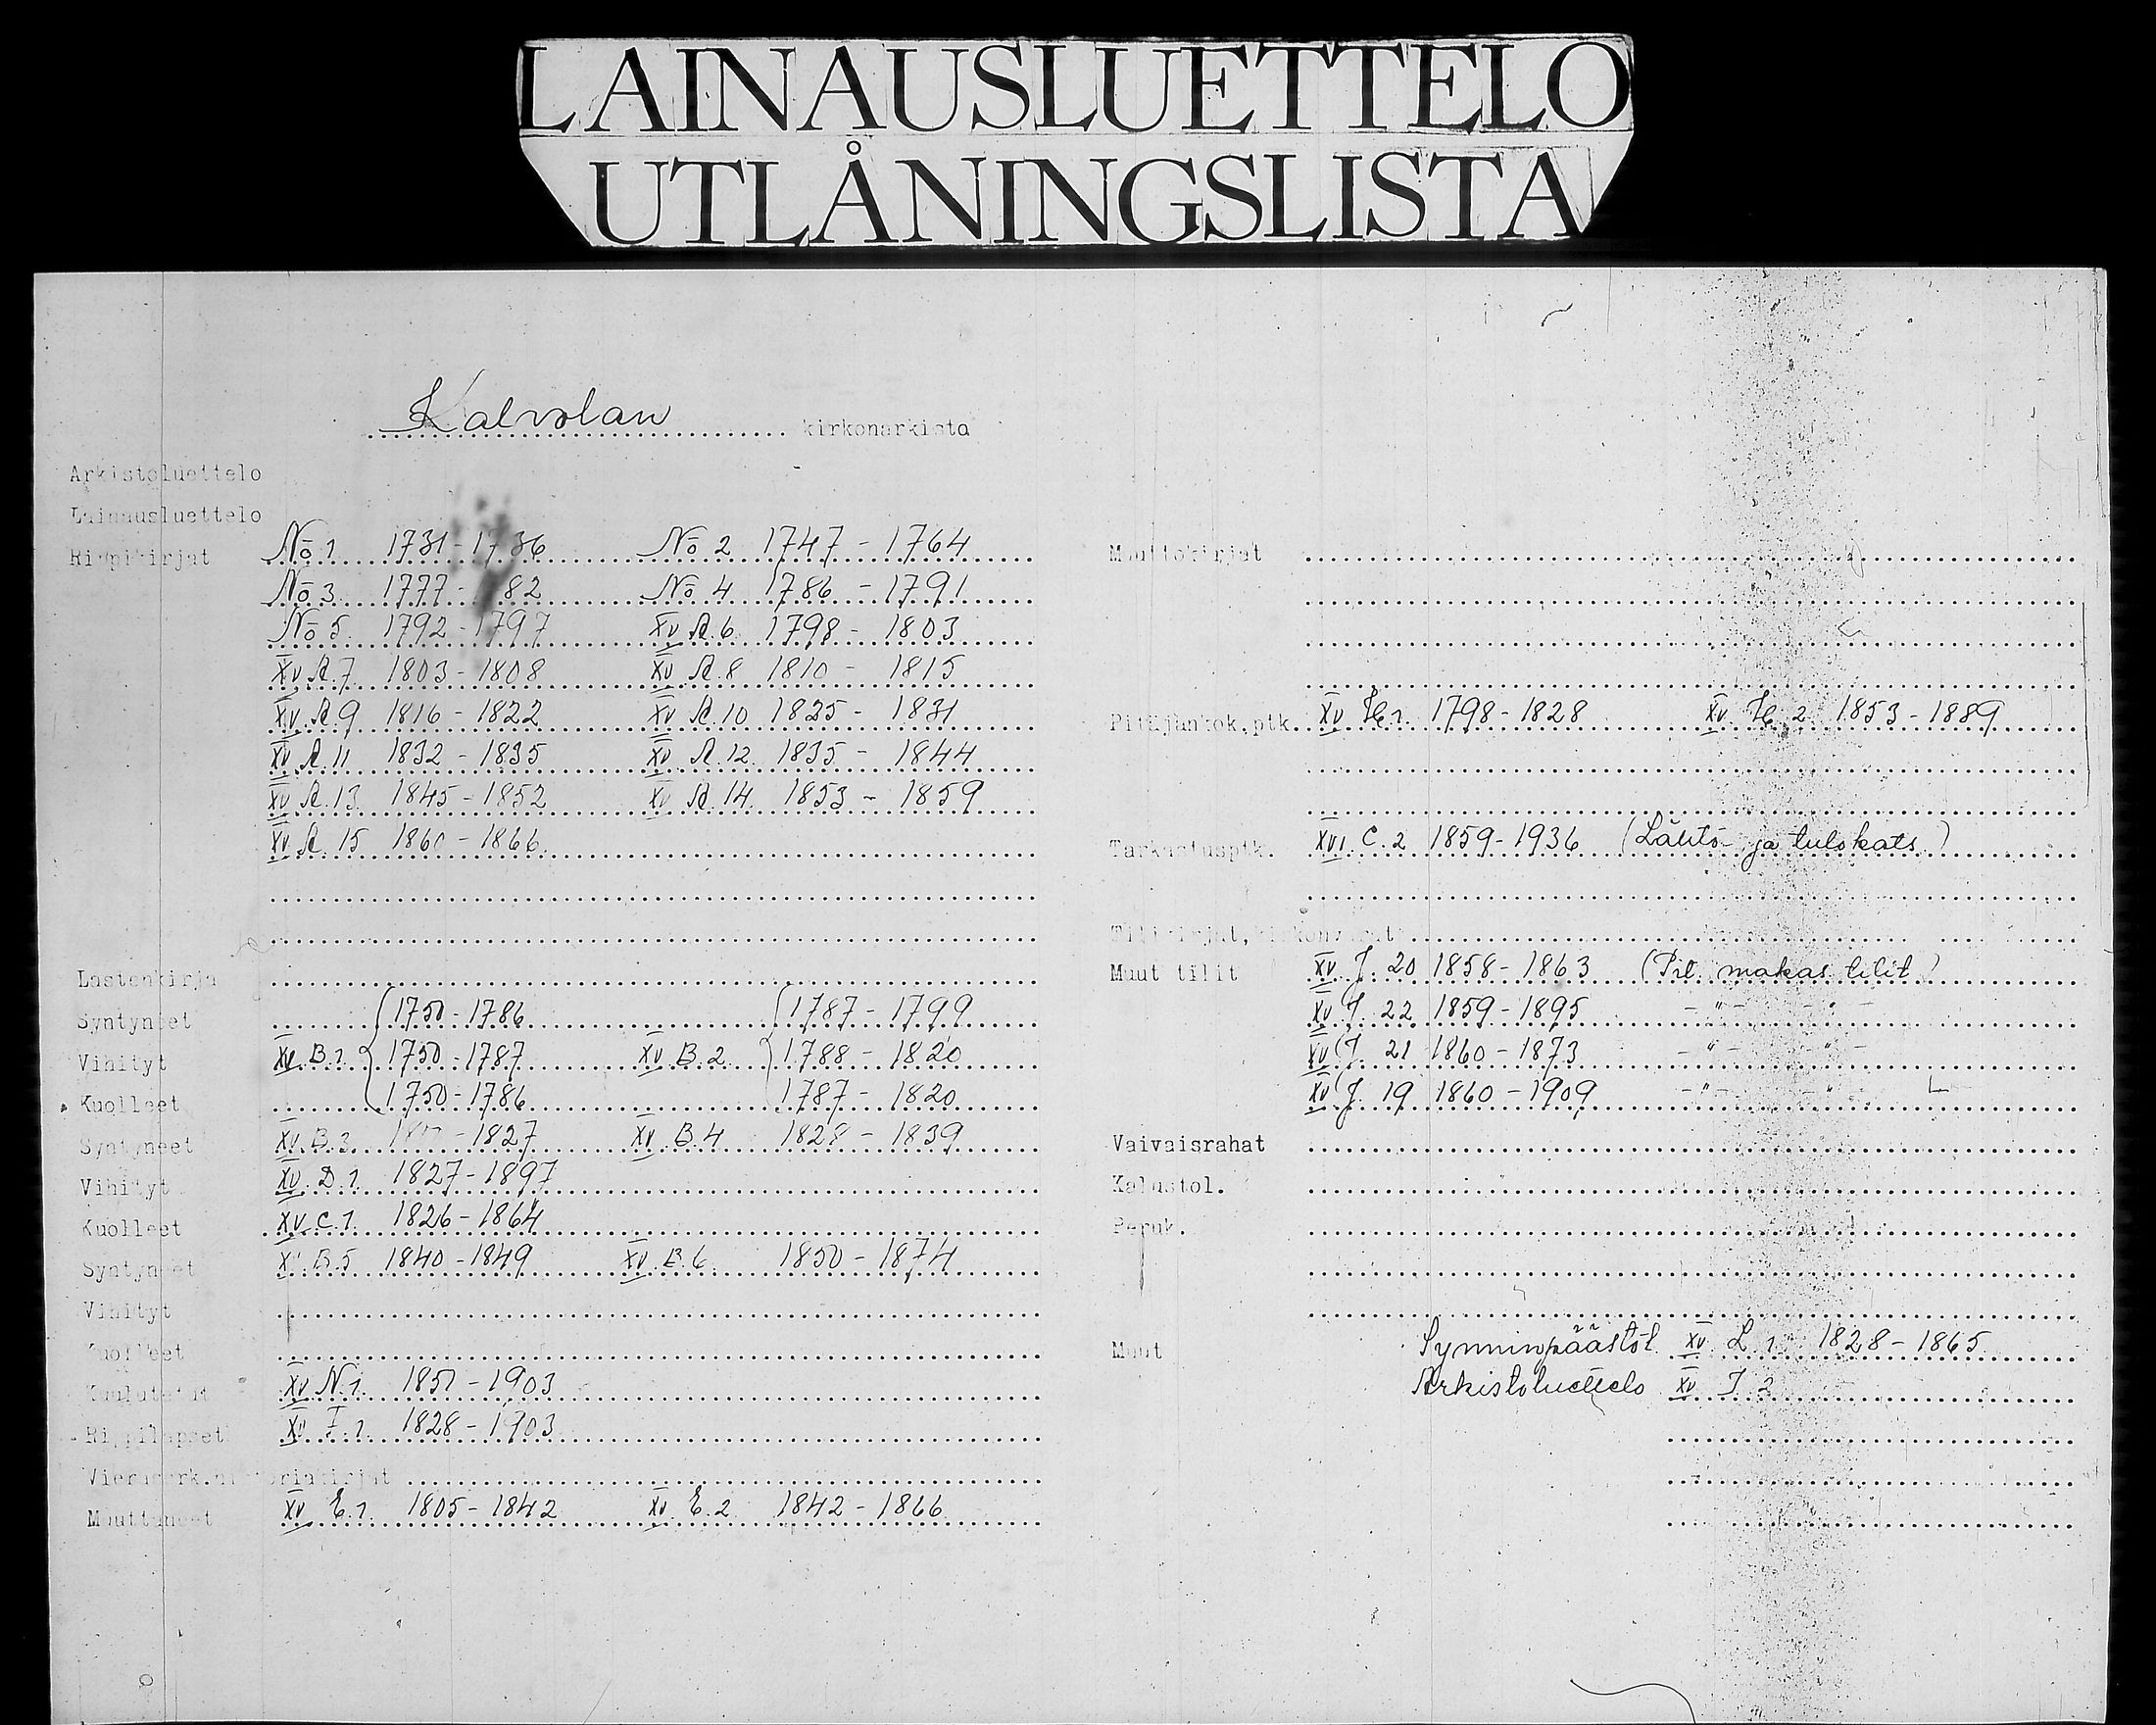 LAINAUSLUETTELO
UTLÅNINGSLISTA
Kalvolan kirkonarkista
Arkistoluettelo
Lainausluettelo
Rippikirjat No 1 1731-1736 No 2 1747-1764
No 3 1777- 82 No 4 1786-1791
No 5 1792-1797 XV A.6 1798-1803
XV A.7 1803-1808 XV A.8 1810-1815
XV A.9 1816-1822 XV A.10 1825-1831
XV A.11 1832-1835 XV A.12 1835-1844
XV A.13 1845-1852 XV A.14 1853-1859
XV A.15 1860-1866
Lastenkirja
Syntyneet 1750-1786 1787-1799
Vihityt XV B.1. 1750-1787 XV B.2. 1788-1820
Kuolleet 1750-1786 1787-1820
Syntyneet XV B.3. -1827 XV B.4 1828-1839
Vihityt XV D.1 1827-1897
Kuolleet XV C.1. 1826-1864
Syntyneet XV B.5 1840-1849 XV B.6 1850-1874
Vihityt
Kuolleet
Kuulutetut XV N.1. -1903
Rippilapset XV F.1 1828-1903
Vierasrk.historiakirjat
Muuttaneet XV E.1 1805-1842 XV E.2 1842-1866
Muuttokirjat
Pitäjänkok.ptk. XV 1798-1828 XV 1853-1889
Tarkastusptk. XVI C.2 1859-1936 (Lähtö- ja tulokats.)
Tilikirjat, kirkonvarat
Muut tilit XV J. 20 1858-1863 (Pit. makas. tilit)
XV J. 22 1859-1895 -"- -"-
XV J. 21 1860-1873 -"- -"-
XV J. 19 1860-1909 -"- -"-
Vaivaisrahat
Kalustol.
Peruk.
Muut Synninpäästöl. XV L 1 1828-1865
Arkistoluettelo XV I 2